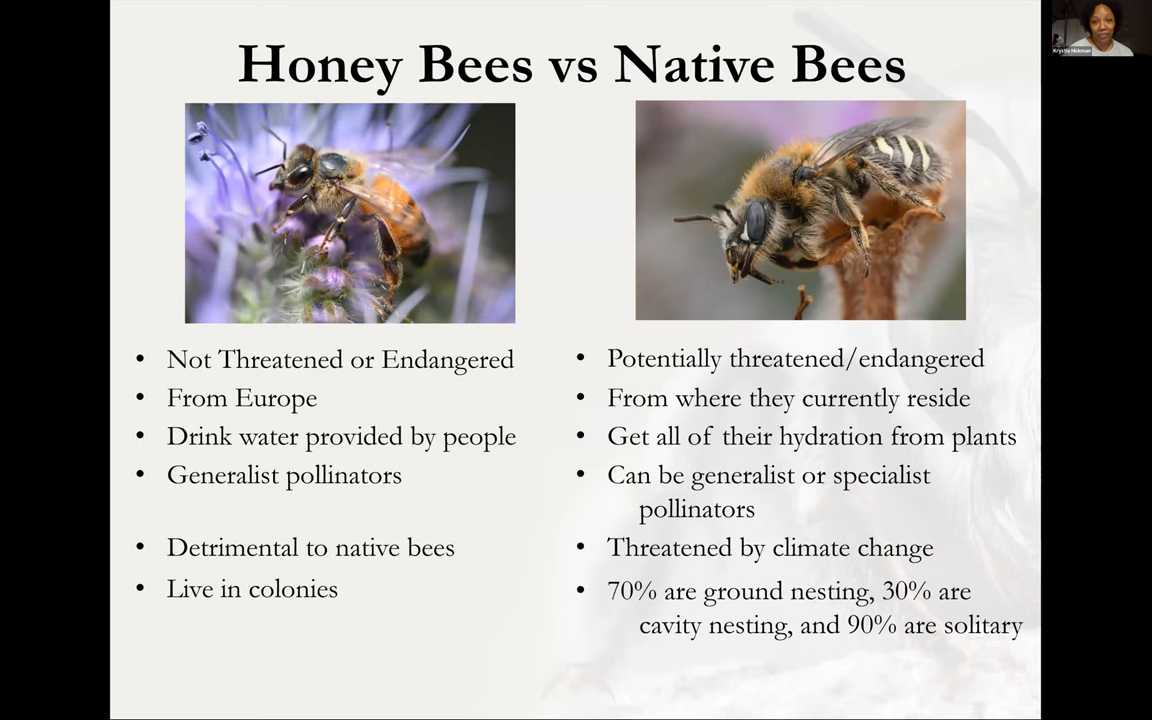 Honey Bees vs Native Bees
Krystle Hickman
• Not Threatened or Endangered
• From Europe
• Drink water provided by people
• Generalist pollinators
• Detrimental to native bees
• Live in colonies
• Potentially threatened/endangered
• From where they currently reside
• Get all of their hydration from plants
• Can be generalist or specialist
pollinators
• Threatened by climate change
• 70% are ground nesting, 30% are
cavity nesting, and 90% are solitary